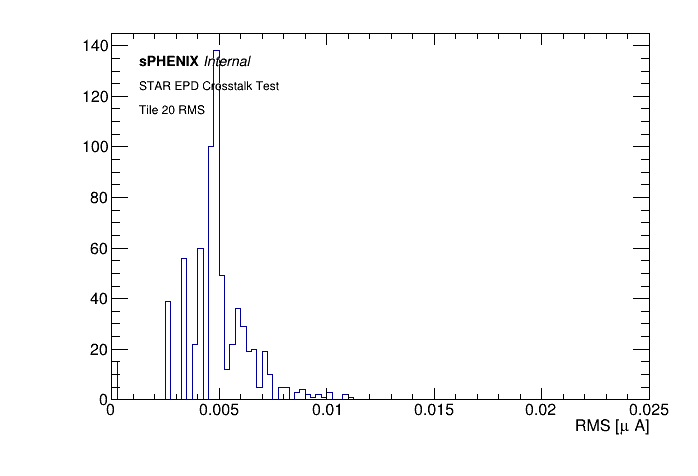 140
120
100
80
60
40
20
0
sPHENIX Internal
STAR EPD Crosstalk Test
Tile 20 RMS
0 0.005 0.01 0.015 0.02 0.025
RMS [μ A]